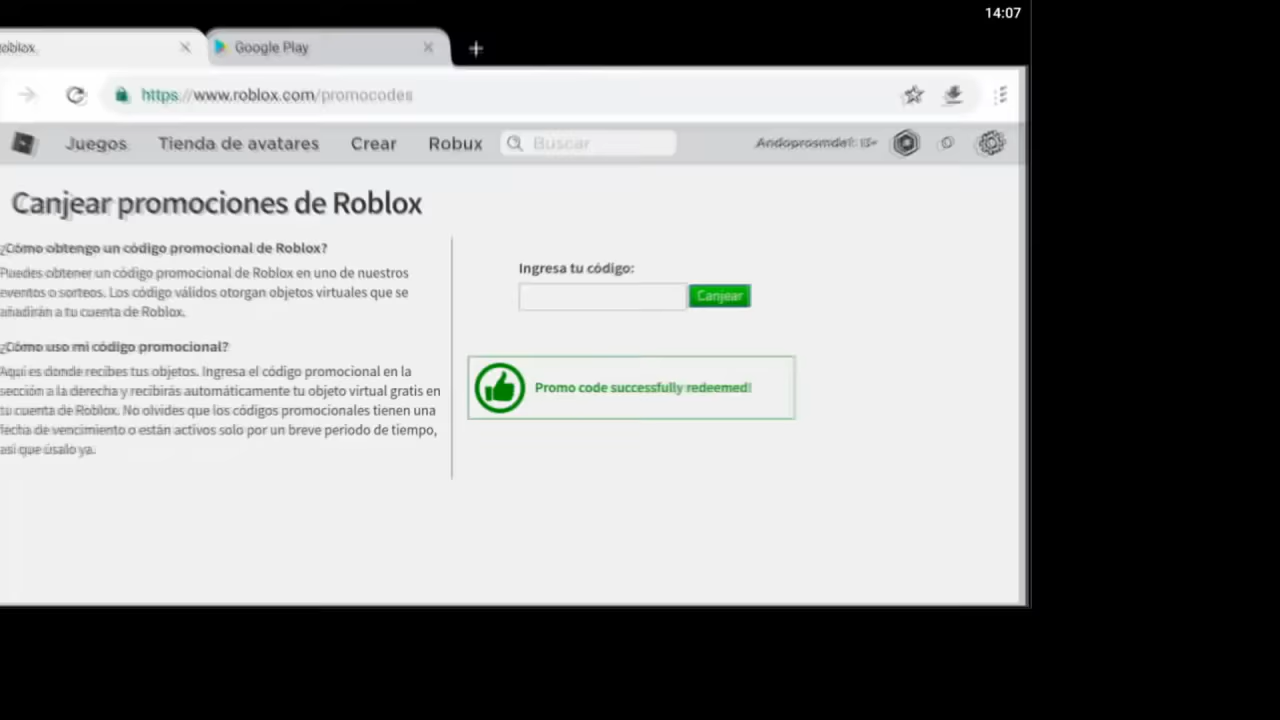 14:07
Google Play
https://www.roblox.com/promocodes
Juegos Tienda de avatares Crear Robux Buscar
Canjear promociones de Roblox
¿Cómo obtengo un código promocional de Roblox?
Puedes obtener un código promocional de Roblox en uno de nuestros
eventos o sorteos. Los código válidos otorgan objetos virtuales que se
añadirán a tu cuenta de Roblox.
¿Cómo uso mi código promocional?
Aquí es donde recibes tus objetos. Ingresa el código promocional en la
sección a la derecha y recibirás automáticamente tu objeto virtual gratis en
tu cuenta de Roblox. No olvides que los códigos promocionales tienen una
fecha de vencimiento o están activos solo por un breve periodo de tiempo,
así que úsalo ya.
Ingresa tu código:
Canjear
Promo code successfully redeemed!